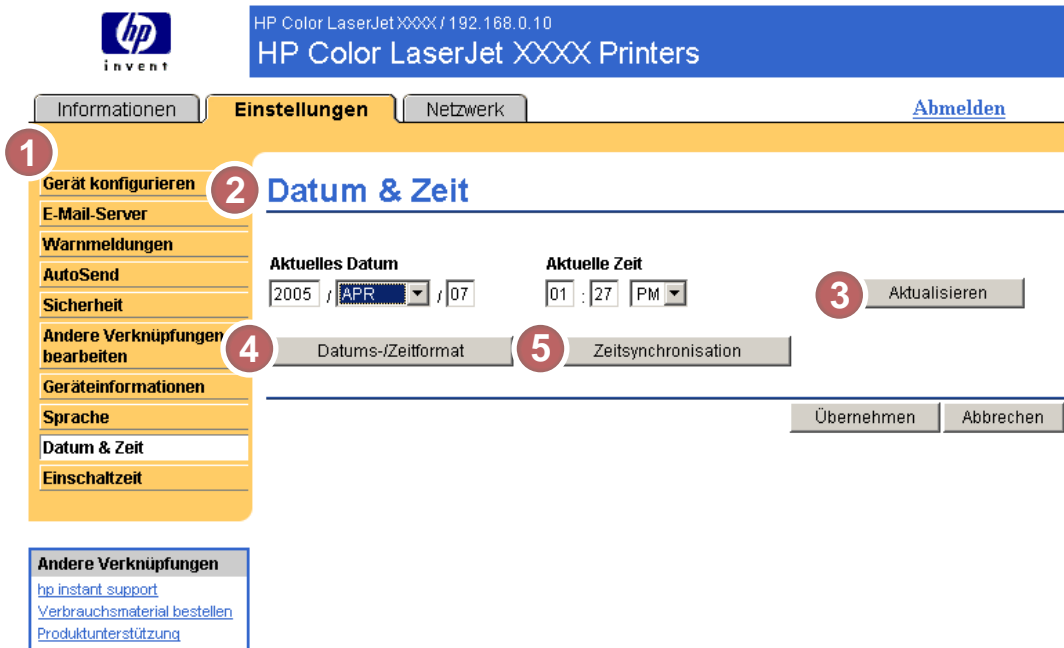 hp
invent
HP Color LaserJet XXXX / 192.168.0.10
HP Color LaserJet XXXX Printers
Informationen
Einstellungen
Netzwerk
Abmelden
1
Gerät konfigurieren
E-Mail-Server
Warnmeldungen
AutoSend
Sicherheit
Andere Verknüpfungen
bearbeiten
Geräteinformationen
Sprache
Datum & Zeit
Einschaltzeit
2
Datum & Zeit
Aktuelles Datum
2005 / APR / 07
Aktuelle Zeit
01 : 27 PM
3
Aktualisieren
4
Datums-/Zeitformat
5
Zeitsynchronisation
Übernehmen
Abbrechen
Andere Verknüpfungen
hp instant support
Verbrauchsmaterial bestellen
Produktunterstützung